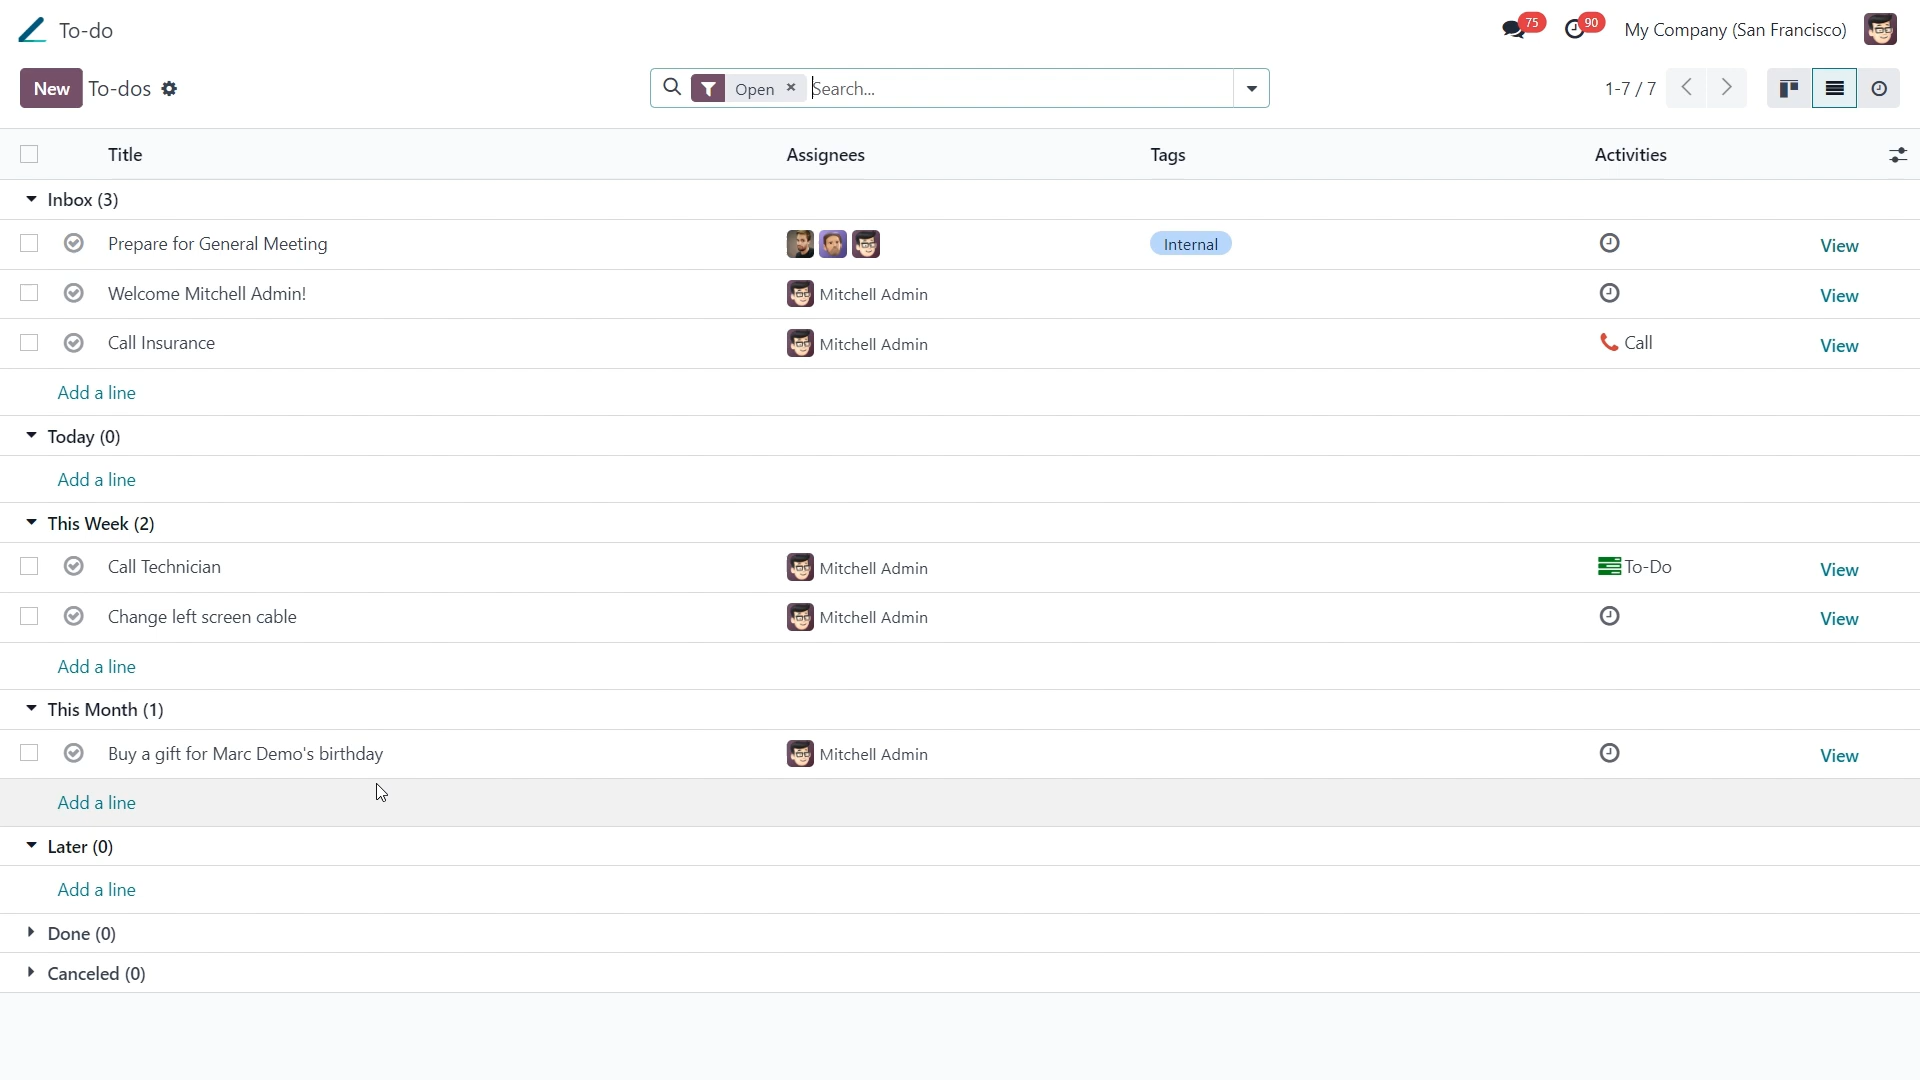 To-do
75
90
My Company (San Francisco)
New
To-dos
Open
Search...
1-7 / 7
Title
Assignees
Tags
Activities
Inbox (3)
Prepare for General Meeting
Internal
View
Welcome Mitchell Admin!
Mitchell Admin
View
Call Insurance
Mitchell Admin
Call
View
Add a line
Today (0)
Add a line
This Week (2)
Call Technician
Mitchell Admin
To-Do
View
Change left screen cable
Mitchell Admin
View
Add a line
This Month (1)
Buy a gift for Marc Demo's birthday
Mitchell Admin
View
Add a line
Later (0)
Add a line
Done (0)
Canceled (0)